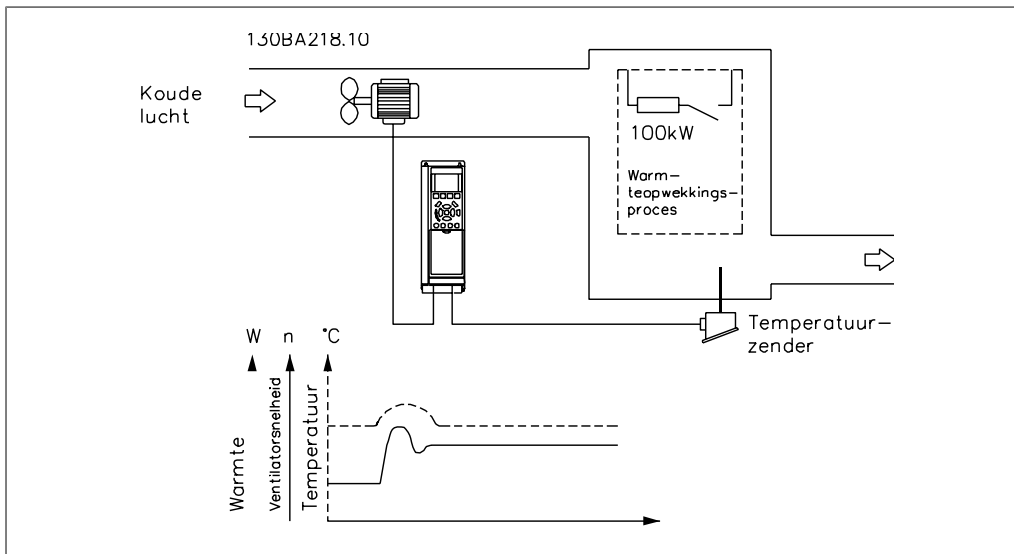 130BA218.10
Koude
lucht
100kW
Warm-
teopwekkings-
proces
Temperatuur-
zender
W n °C
Warmte
Ventilatorsnelheid
Temperatuur